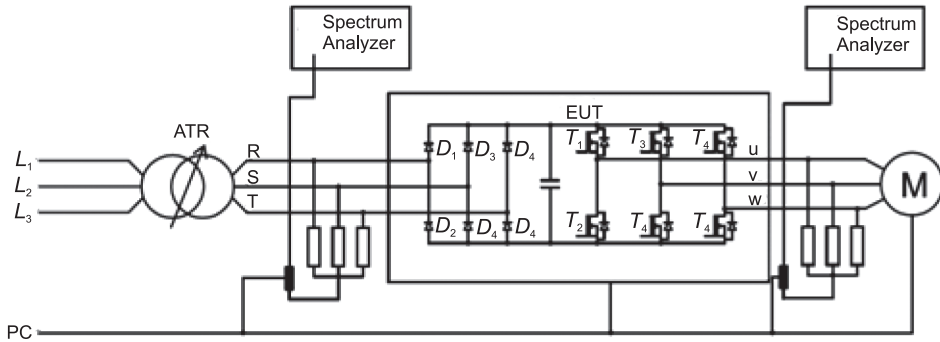 Spectrum
Analyzer
Spectrum
Analyzer
EUT
ATR
L₁
L₂
L₃
R
S
T
D₁ D₃ D₄
D₂ D₄ D₄
T₁ T₃ T₄
T₂ T₄ T₄
u
v
w
M
PC